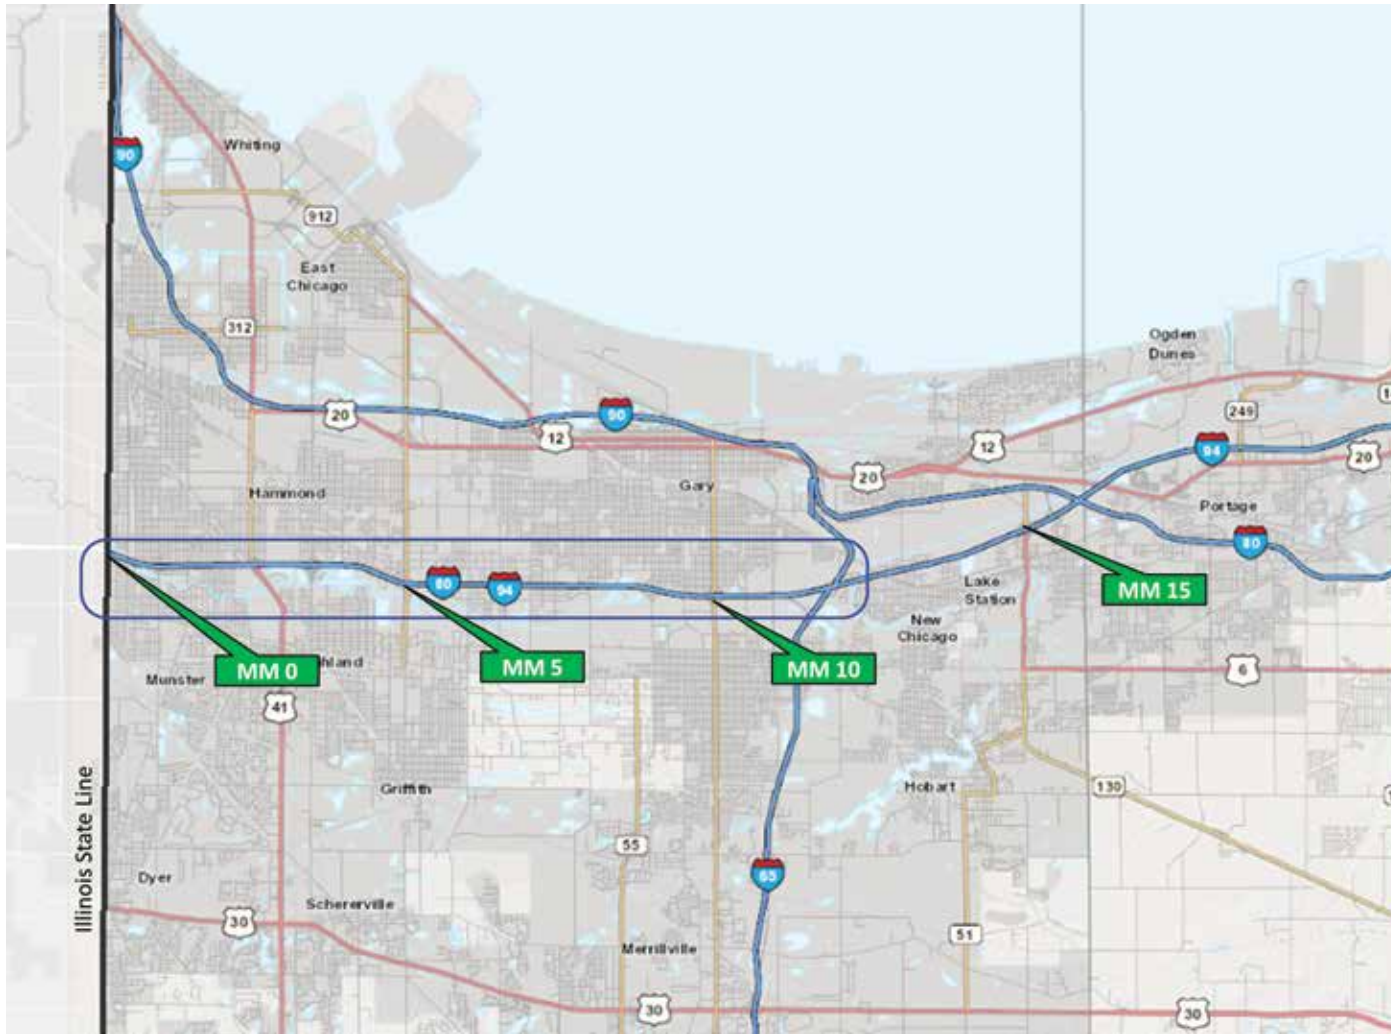 90
Whiting
912
East
Chicago
312
Ogden
Dunes
20
90
12
249
12
94
20
20
Hammond
Gary
Portage
80
80
94
Lake
Station
MM 15
New
Chicago
MM 0
hland
MM 5
MM 10
Munster
6
41
Griffith
Hobart
130
55
Illinois State Line
65
Dyer
Schererville
30
51
Merrillville
30
30